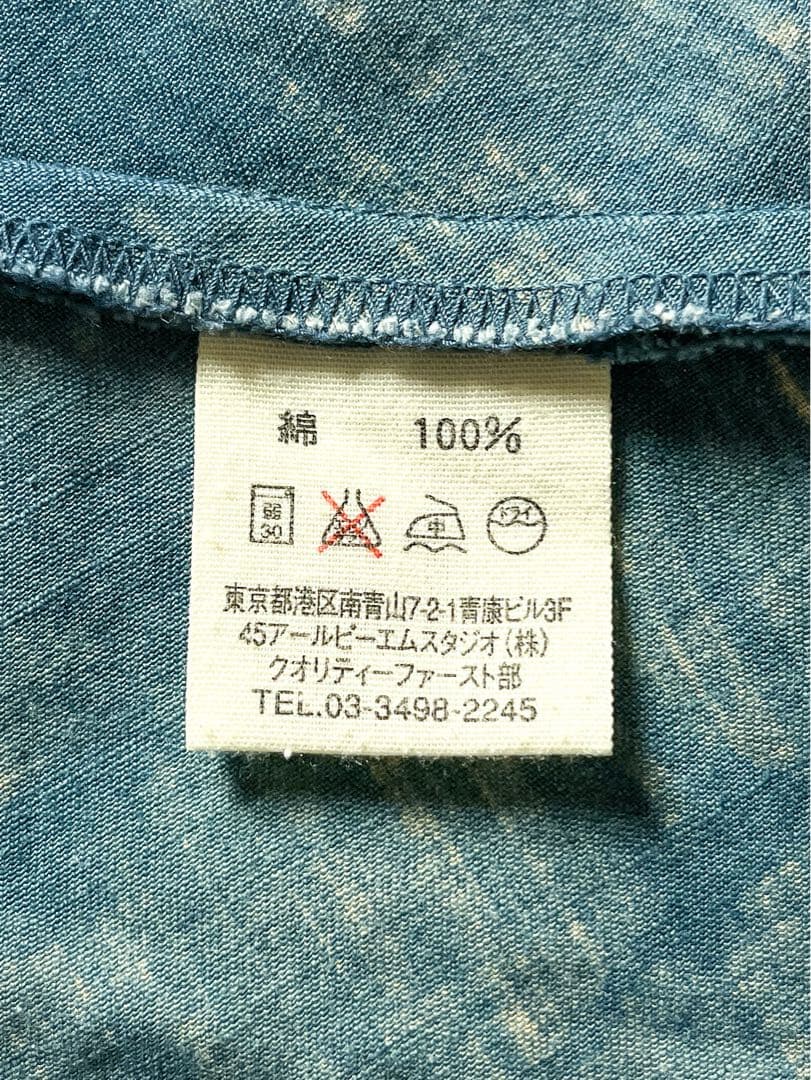 綿 100%
弱 30 中 ドライ
東京都港区南青山7-2-1青康ビル3F
45アールピーエムスタジオ(株)
クオリティーファースト部
TEL.03-3498-2245